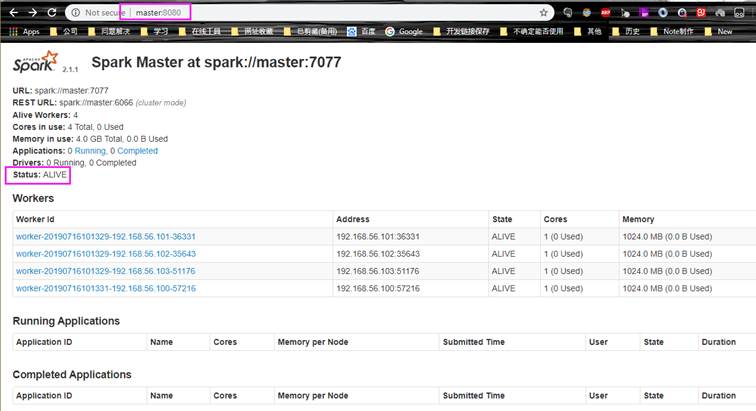 Not secure | master:8080
Apps 公司 问题解决 学习 在线工具 网址收藏 已剪藏(备用) 百度 Google 开发链接保存 不确定能否使用 其他 历史 Note制作 New
APACHE Spark 2.1.1 Spark Master at spark://master:7077
URL: spark://master:7077
REST URL: spark://master:6066 (cluster mode)
Alive Workers: 4
Cores in use: 4 Total, 0 Used
Memory in use: 4.0 GB Total, 0.0 B Used
Applications: 0 Running, 0 Completed
Drivers: 0 Running, 0 Completed
Status: ALIVE
Workers
Worker Id Address State Cores Memory
worker-20190716101329-192.168.56.101-36331 192.168.56.101:36331 ALIVE 1 (0 Used) 1024.0 MB (0.0 B Used)
worker-20190716101329-192.168.56.102-35643 192.168.56.102:35643 ALIVE 1 (0 Used) 1024.0 MB (0.0 B Used)
worker-20190716101329-192.168.56.103-51176 192.168.56.103:51176 ALIVE 1 (0 Used) 1024.0 MB (0.0 B Used)
worker-20190716101331-192.168.56.100-57216 192.168.56.100:57216 ALIVE 1 (0 Used) 1024.0 MB (0.0 B Used)
Running Applications
Application ID Name Cores Memory per Node Submitted Time User State Duration
Completed Applications
Application ID Name Cores Memory per Node Submitted Time User State Duration